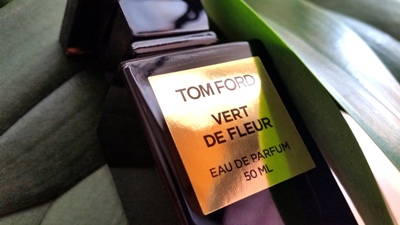 TOM FORD
VERT
DE FLEUR
EAU DE PARFUM
50 ML